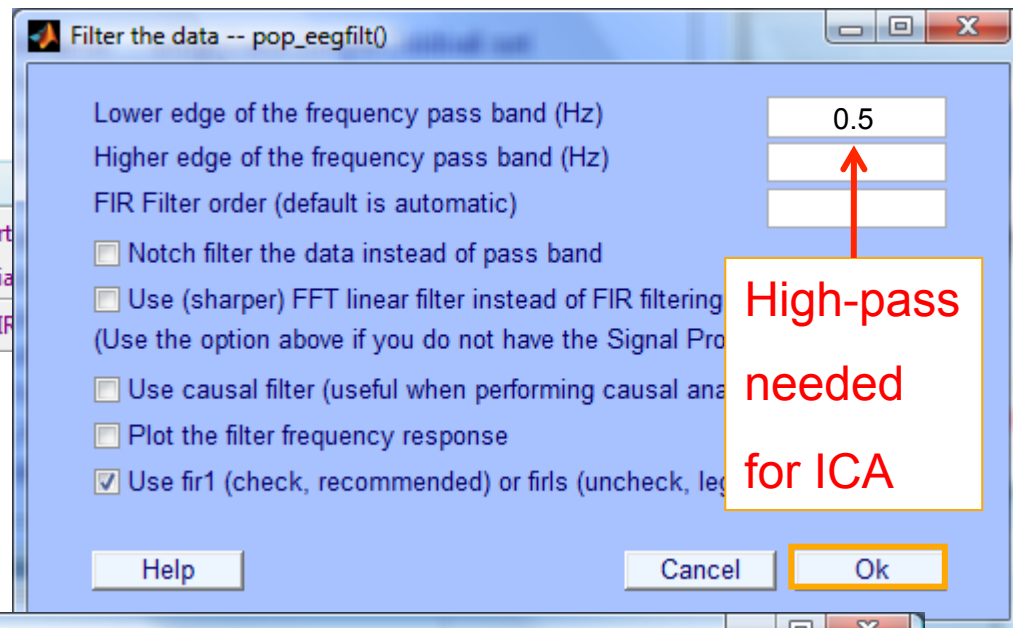 Filter the data -- pop_eegfilt()
Lower edge of the frequency pass band (Hz)
0.5
Higher edge of the frequency pass band (Hz)
FIR Filter order (default is automatic)
Notch filter the data instead of pass band
Use (sharper) FFT linear filter instead of FIR filtering
(Use the option above if you do not have the Signal Pro
Use causal filter (useful when performing causal ana
Plot the filter frequency response
Use fir1 (check, recommended) or firls (uncheck, leg
High-pass
needed
for ICA
Help
Cancel
Ok